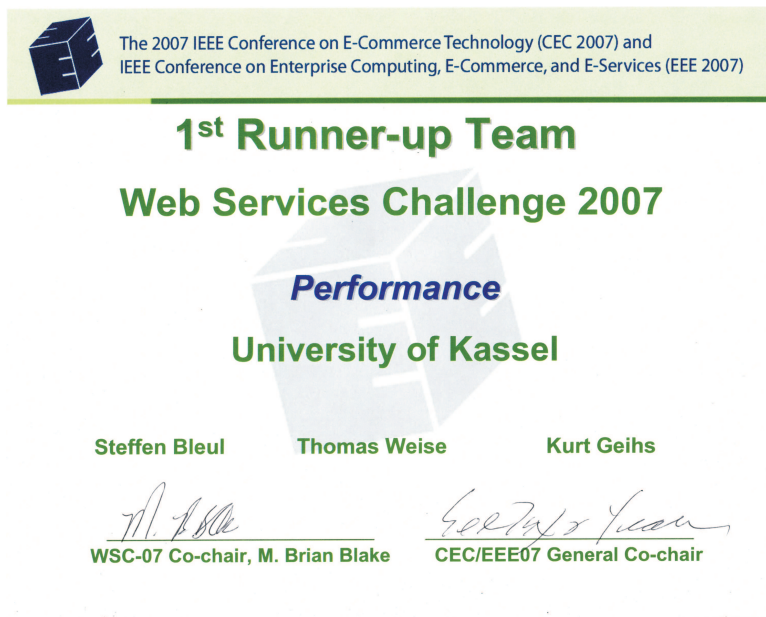 The 2007 IEEE Conference on E-Commerce Technology (CEC 2007) and
IEEE Conference on Enterprise Computing, E-Commerce, and E-Services (EEE 2007)
1st Runner-up Team
Web Services Challenge 2007
Performance
University of Kassel
Steffen Bleul Thomas Weise Kurt Geihs
WSC-07 Co-chair, M. Brian Blake CEC/EEE07 General Co-chair